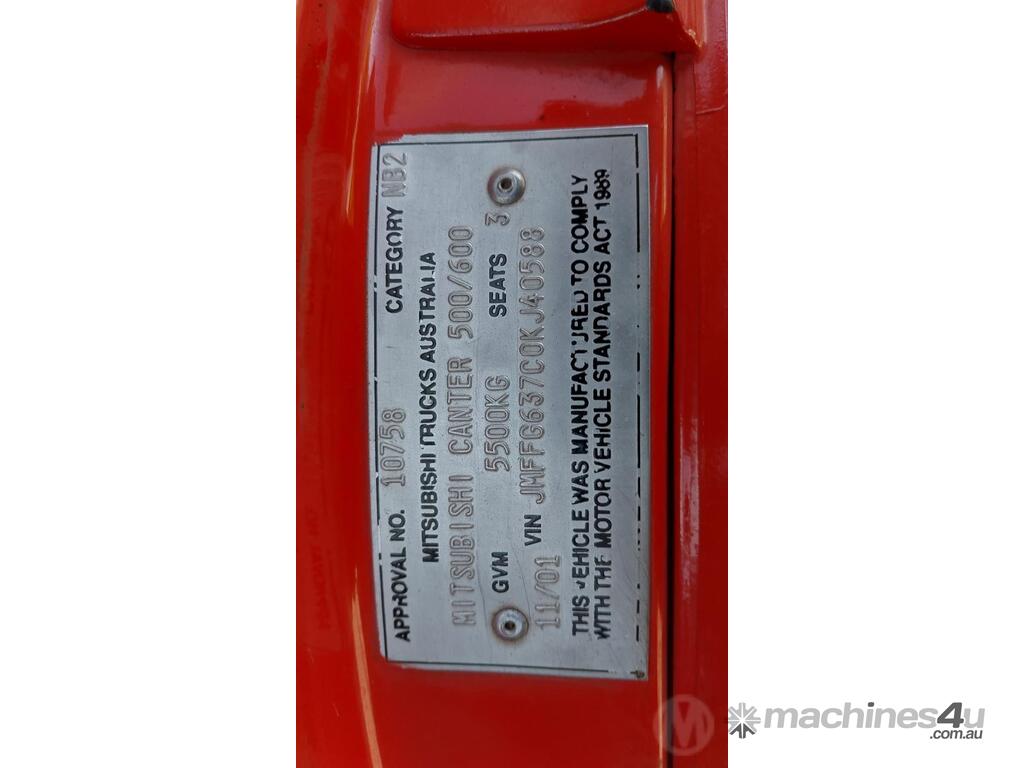 APPROVAL NO. 10758 CATEGORY NB2
MITSUBISHI TRUCKS AUSTRALIA
MITSUBISHI CANTER 500/600
GVM 5500KG SEATS 3
11/01 VIN JMFFG637C0KJ40588
THIS VEHICLE WAS MANUFACTURED TO COMPLY
WITH THE MOTOR VEHICLE STANDARDS ACT 1989
M machines4u
.com.au